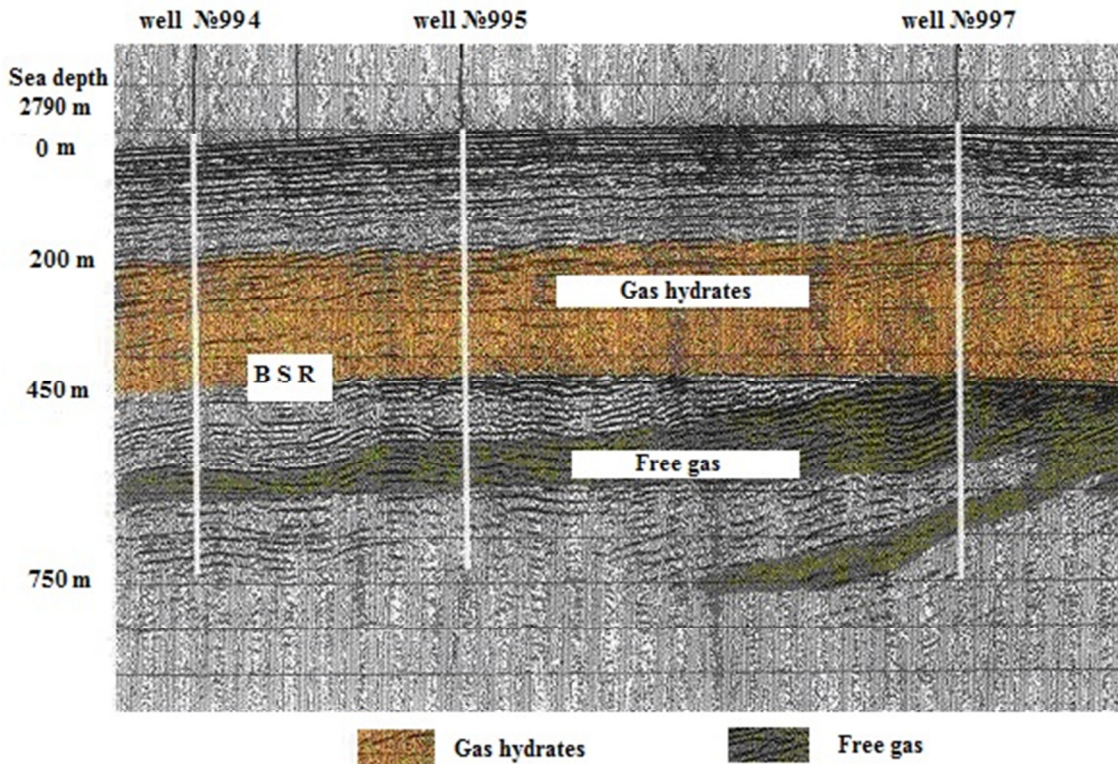 well №994
well №995
well №997
Sea depth
2790 m
0 m
200 m
Gas hydrates
B S R
450 m
Free gas
750 m
Gas hydrates
Free gas